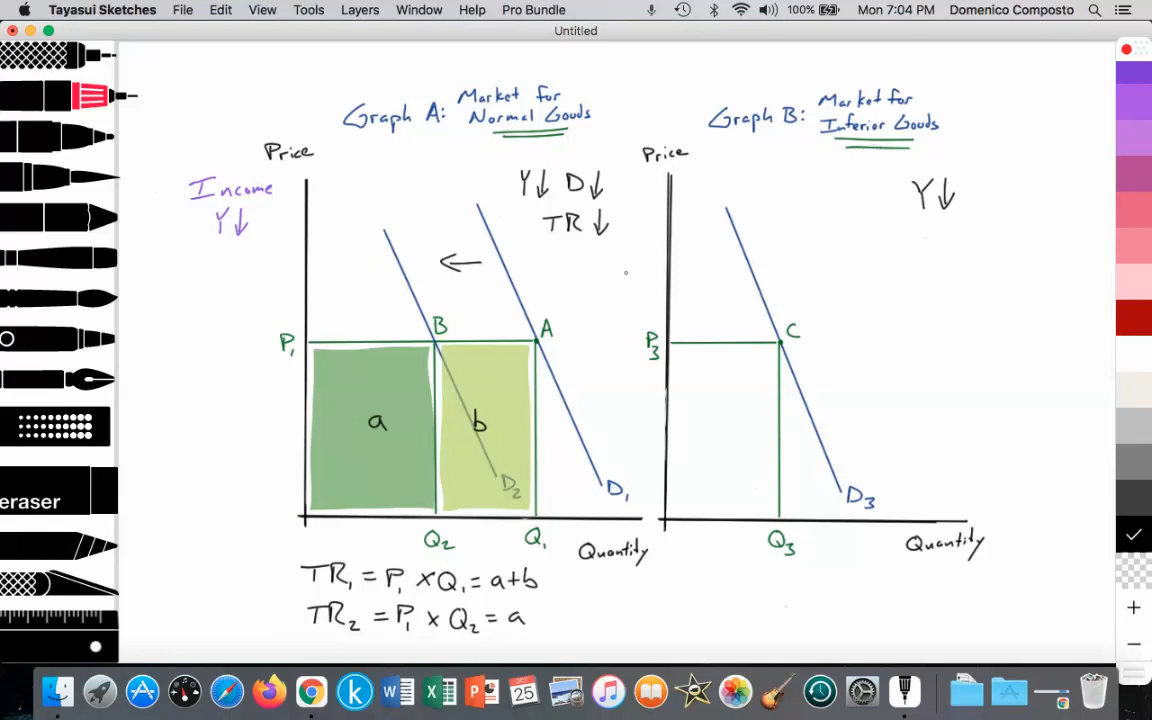 Tayasui Sketches File Edit View Tools Layers Window Help Pro Bundle 100% Mon 7:04 PM Domenico Composto
Untitled
Graph A: Market for
Normal Goods
Graph B: Market for
Inferior Goods
Price
Price
Income
Y↓
Y↓ D↓
TR↓
Y↓
←
B
A
C
P₁
P₃
a
b
D₂
D₁
D₃
Q₂
Q₁
Quantity
Q₃
Quantity
TR₁ = P₁ × Q₁ = a+b
TR₂ = P₁ × Q₂ = a
eraser
OCT
25